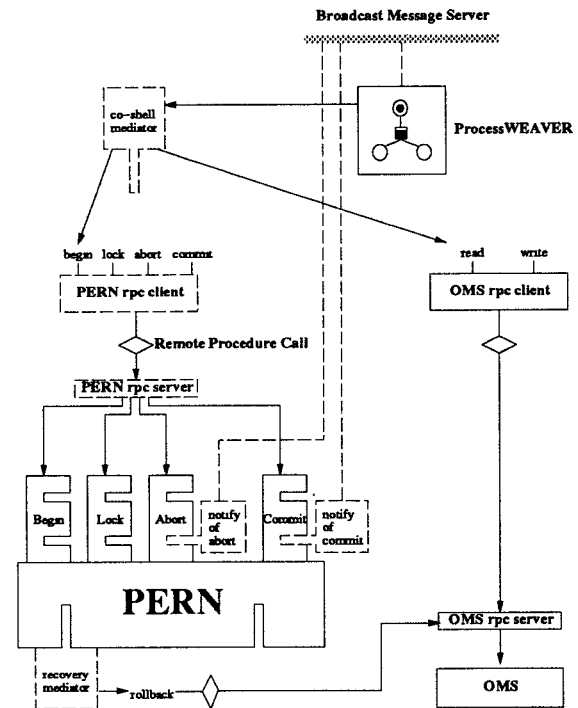 Broadcast Message Server
co-shell
mediator
ProcessWEAVER
begin lock abort commit
read write
PERN rpc client
OMS rpc client
Remote Procedure Call
PERN rpc server
Begin
Lock
Abort
notify
of
abort
Commit
notify
of
commit
PERN
OMS rpc server
recovery
mediator
rollback
OMS